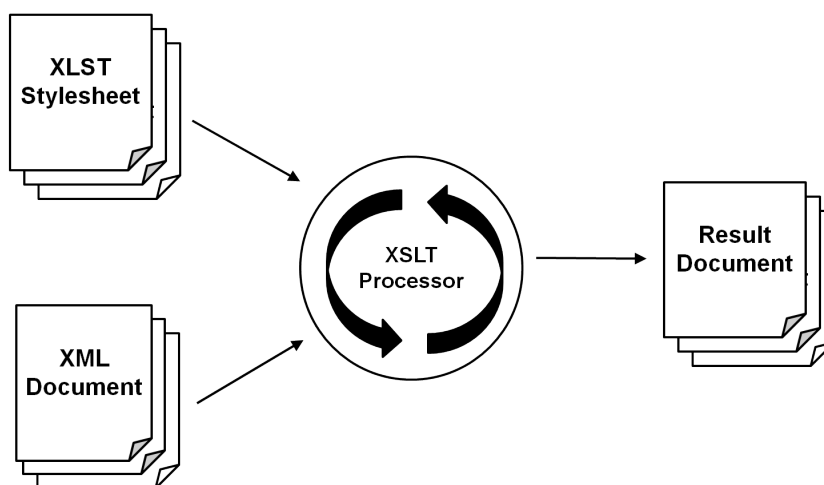 XLST
Stylesheet
XSLT
Processor
Result
Document
XML
Document